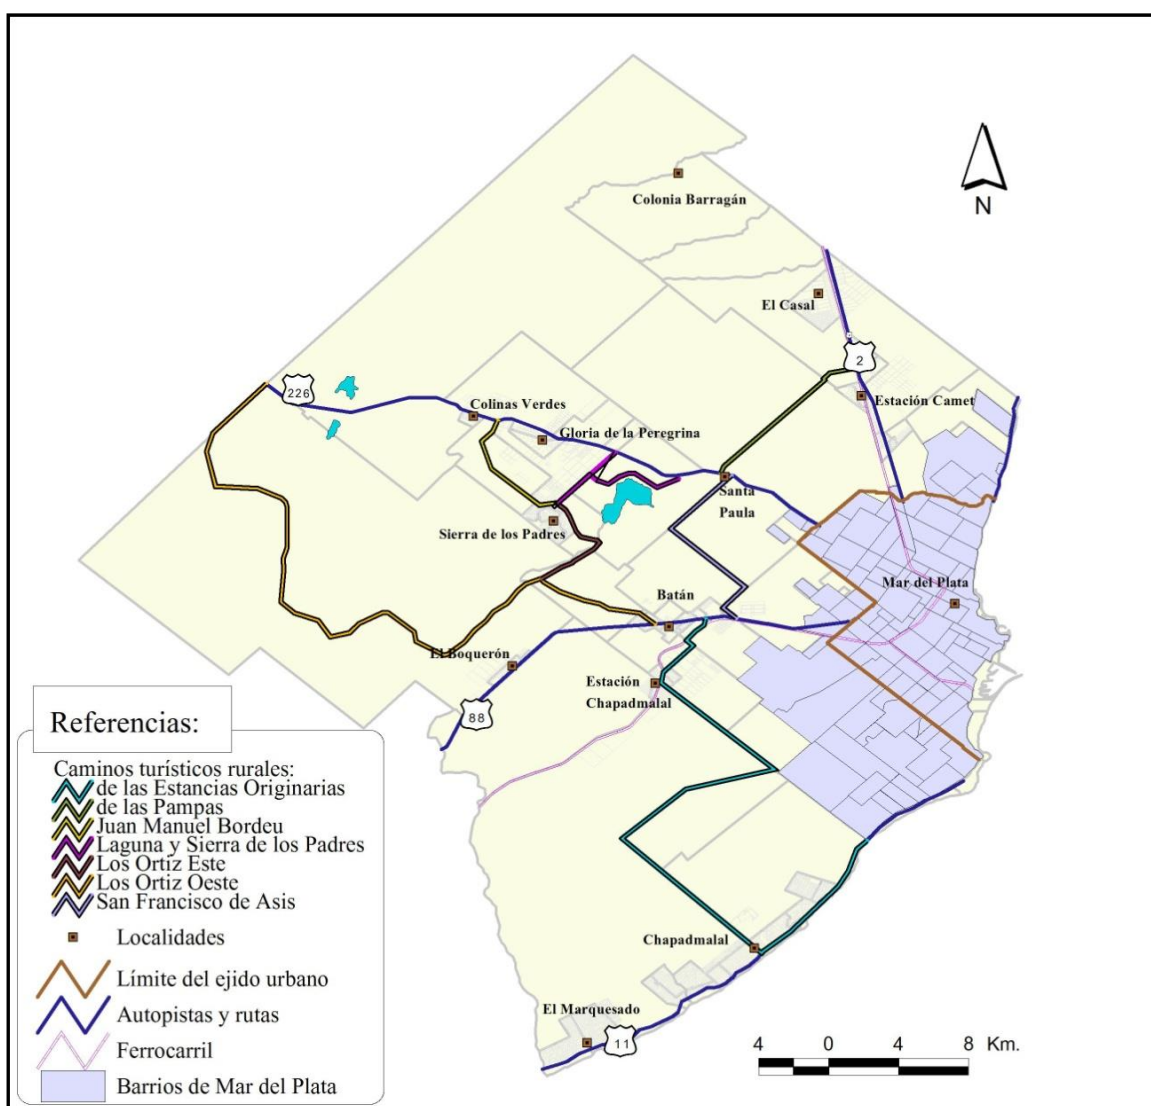 Colonia Barragán
N
El Casal
2
226
Estación Camet
Colinas Verdes
Gloria de la Peregrina
Santa
Paula
Sierra de los Padres
Mar del Plata
Batán
El Boquerón
Estación
Chapadmalal
88
Chapadmalal
El Marquesado
11
4 0 4 8 Km.
Referencias:
Caminos turísticos rurales:
de las Estancias Originarias
de las Pampas
Juan Manuel Bordeu
Laguna y Sierra de los Padres
Los Ortiz Este
Los Ortiz Oeste
San Francisco de Asis
Localidades
Límite del ejido urbano
Autopistas y rutas
Ferrocarril
Barrios de Mar del Plata